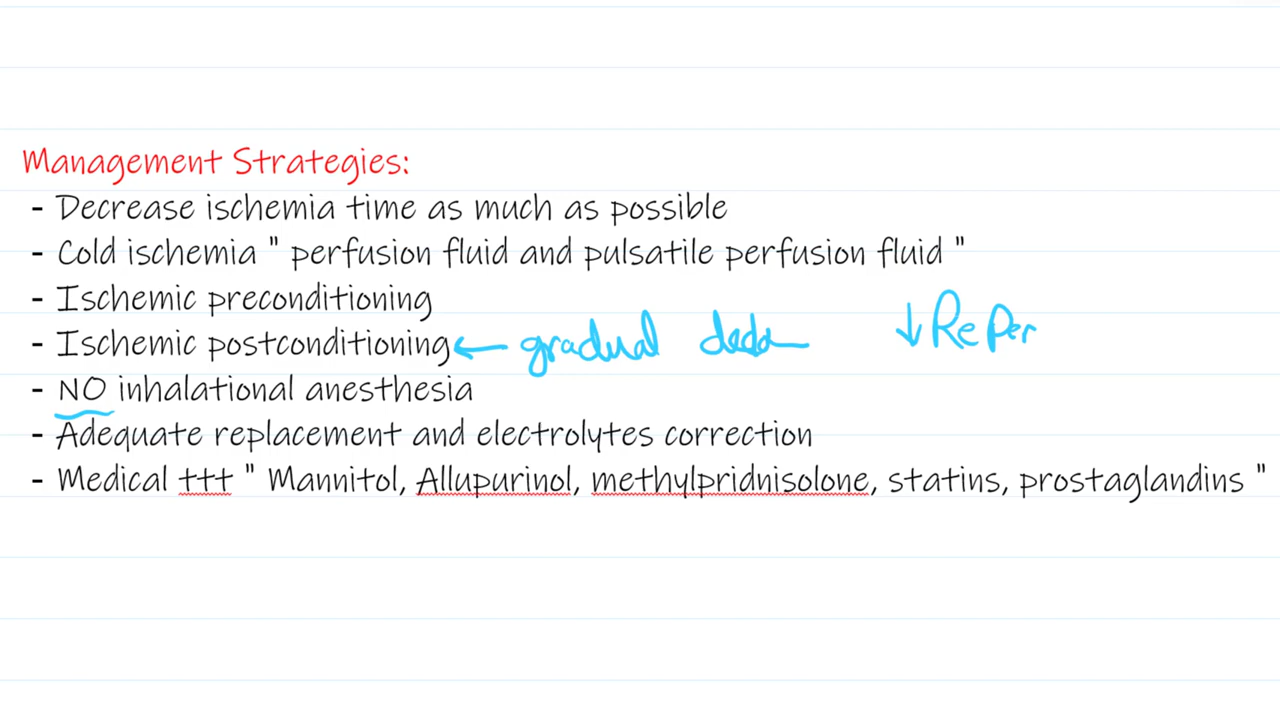 Management Strategies:
- Decrease ischemia time as much as possible
- Cold ischemia " perfusion fluid and pulsatile perfusion fluid "
- Ischemic preconditioning
- Ischemic postconditioning ← gradual ↓ Reper
- NO inhalational anesthesia
- Adequate replacement and electrolytes correction
- Medical ttt " Mannitol, Allupurinol, methylpridnisolone, statins, prostaglandins "